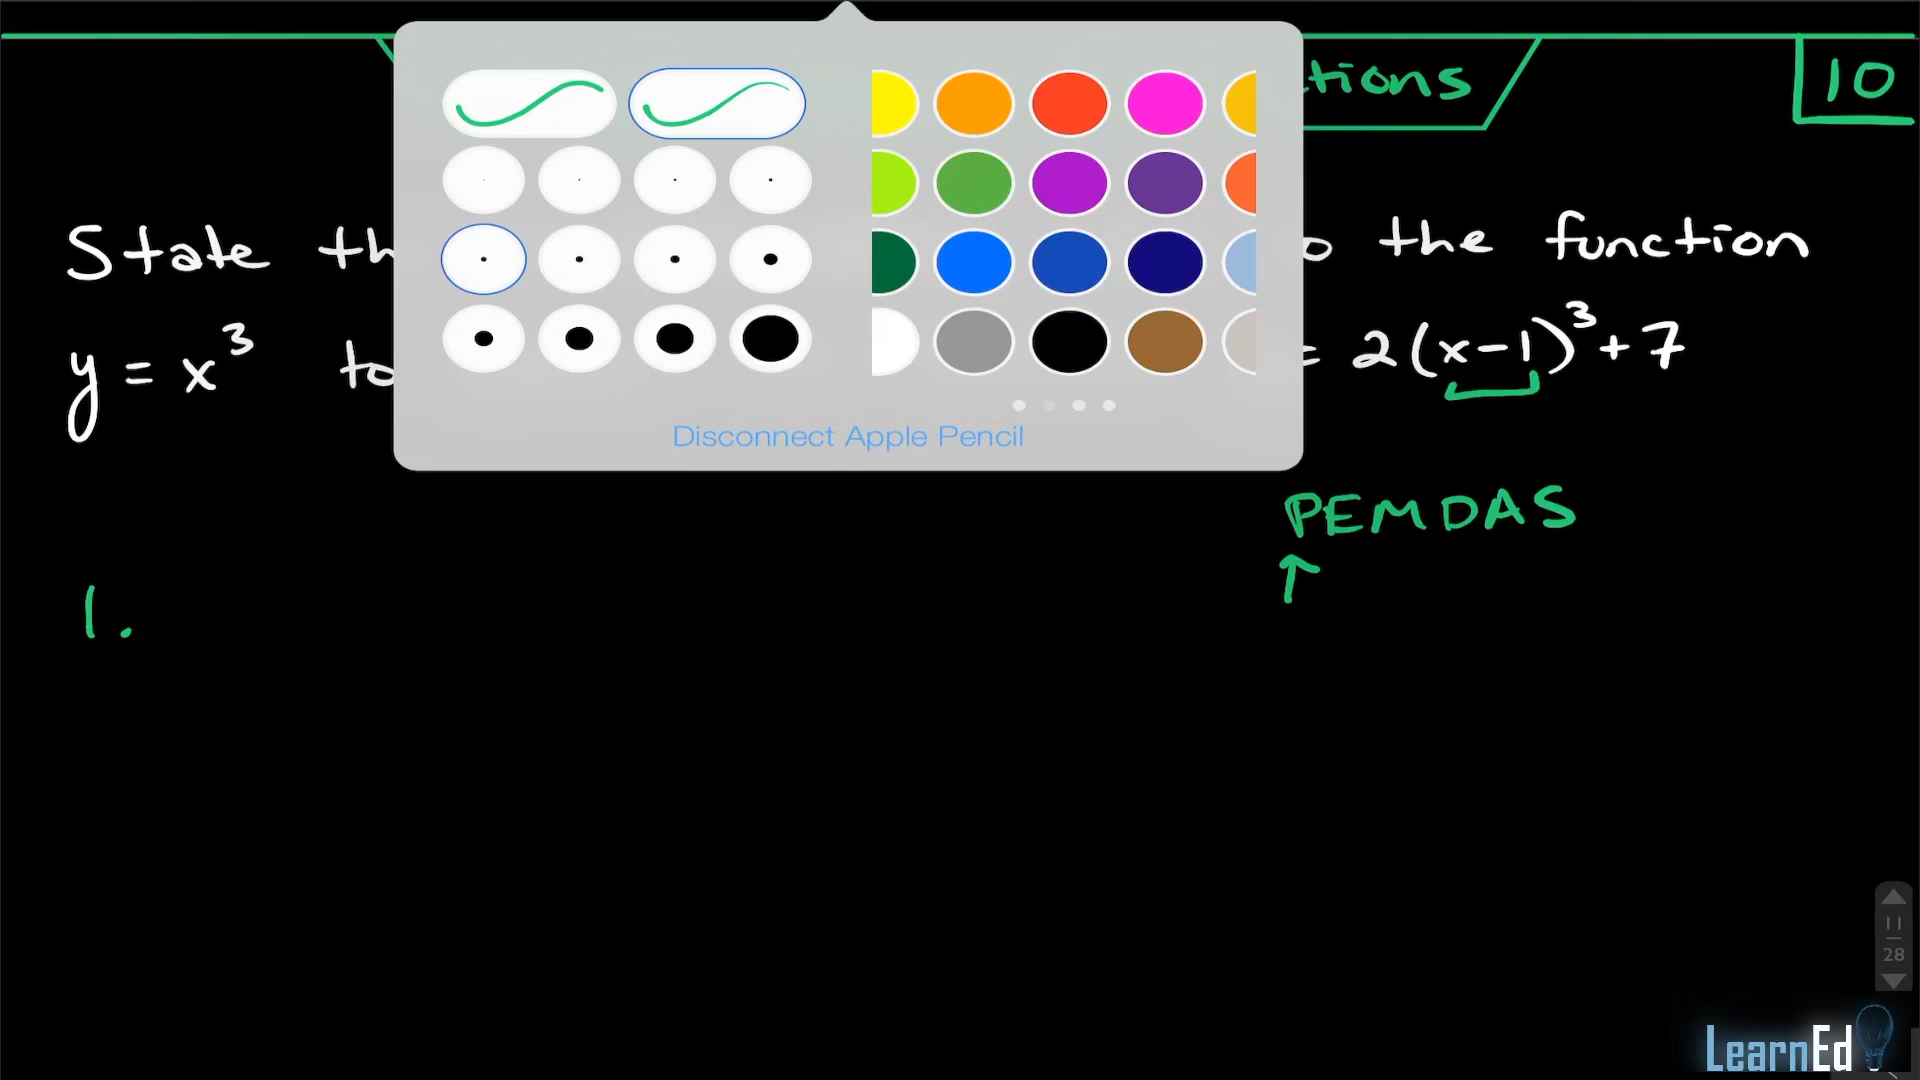 tions
10
State th o the function
y = x³ to = 2(x-1)³+7
Disconnect Apple Pencil
PEMDAS
↑
1.
11
28
LearnEd